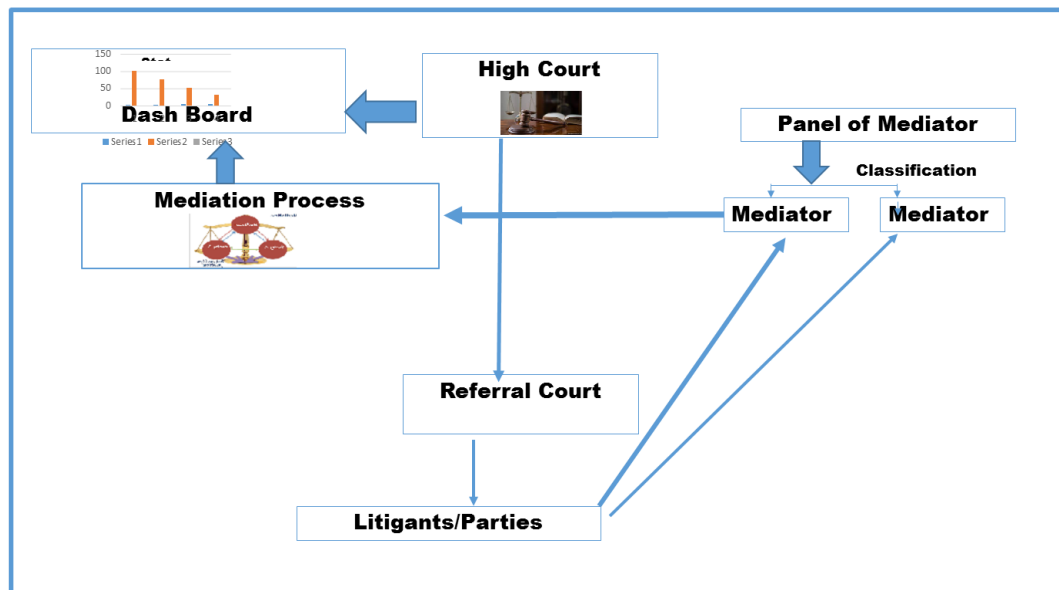 150
100
50
0
Dash Board
Series1 Series2 Series3
High Court
Panel of Mediator
Classification
Mediation Process
Mediator
Mediator
Referral Court
Litigants/Parties